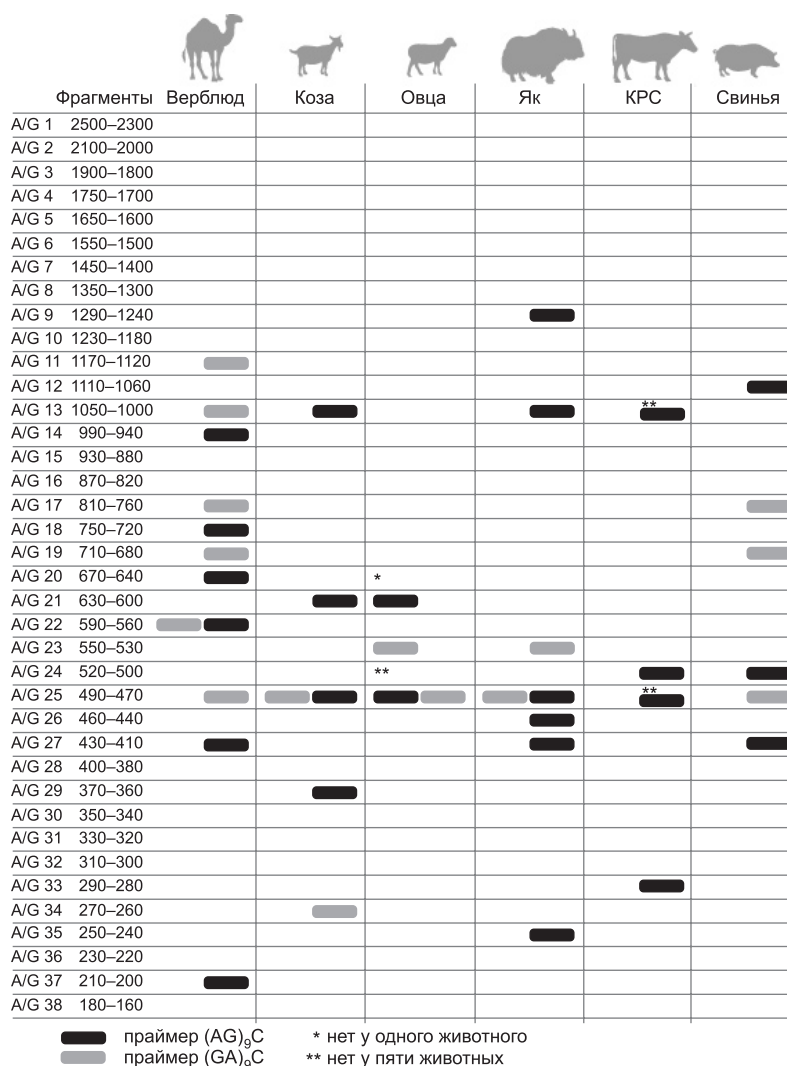 Фрагменты Верблюд Коза Овца Як КРС Свинья
A/G 1 2500–2300
A/G 2 2100–2000
A/G 3 1900–1800
A/G 4 1750–1700
A/G 5 1650–1600
A/G 6 1550–1500
A/G 7 1450–1400
A/G 8 1350–1300
A/G 9 1290–1240
A/G 10 1230–1180
A/G 11 1170–1120
A/G 12 1110–1060
A/G 13 1050–1000 **
A/G 14 990–940
A/G 15 930–880
A/G 16 870–820
A/G 17 810–760
A/G 18 750–720
A/G 19 710–680
A/G 20 670–640 *
A/G 21 630–600
A/G 22 590–560
A/G 23 550–530
A/G 24 520–500 **
A/G 25 490–470 **
A/G 26 460–440
A/G 27 430–410
A/G 28 400–380
A/G 29 370–360
A/G 30 350–340
A/G 31 330–320
A/G 32 310–300
A/G 33 290–280
A/G 34 270–260
A/G 35 250–240
A/G 36 230–220
A/G 37 210–200
A/G 38 180–160
праймер (AG)₉C * нет у одного животного
праймер (GA)₉C ** нет у пяти животных